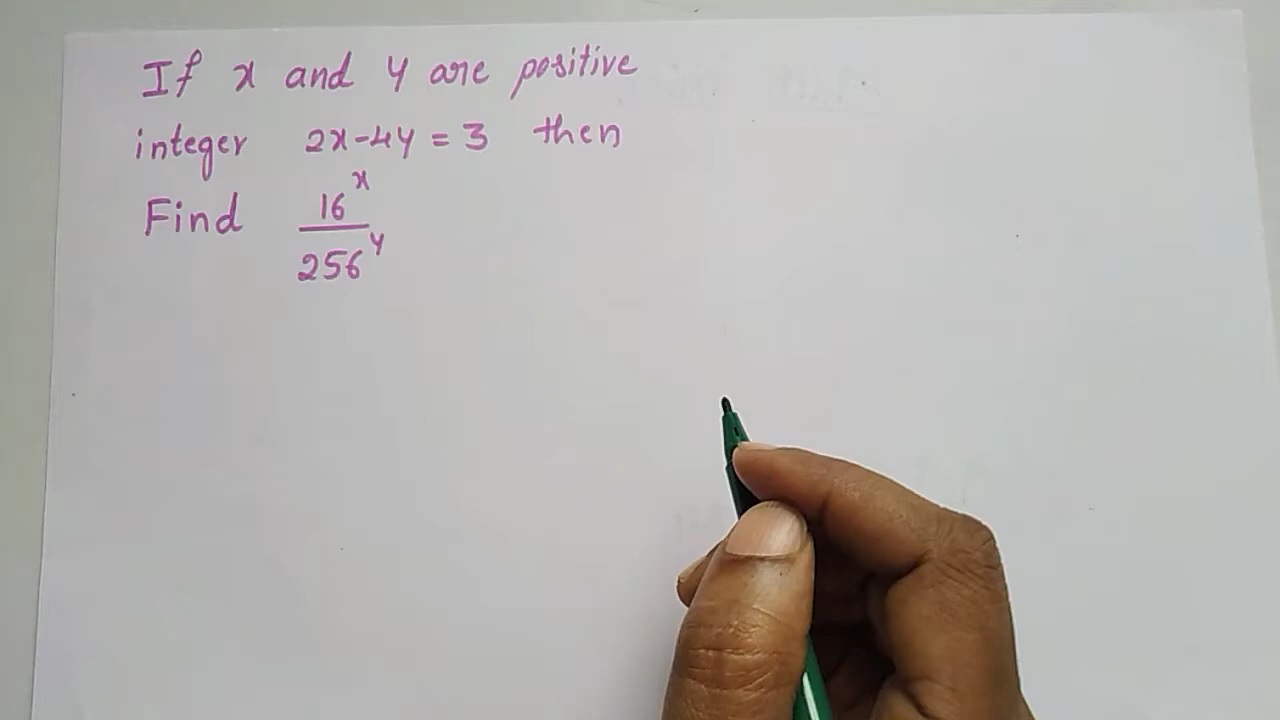 If x and y are positive
integer 2x-4y = 3 then
Find 16^x / 256^y